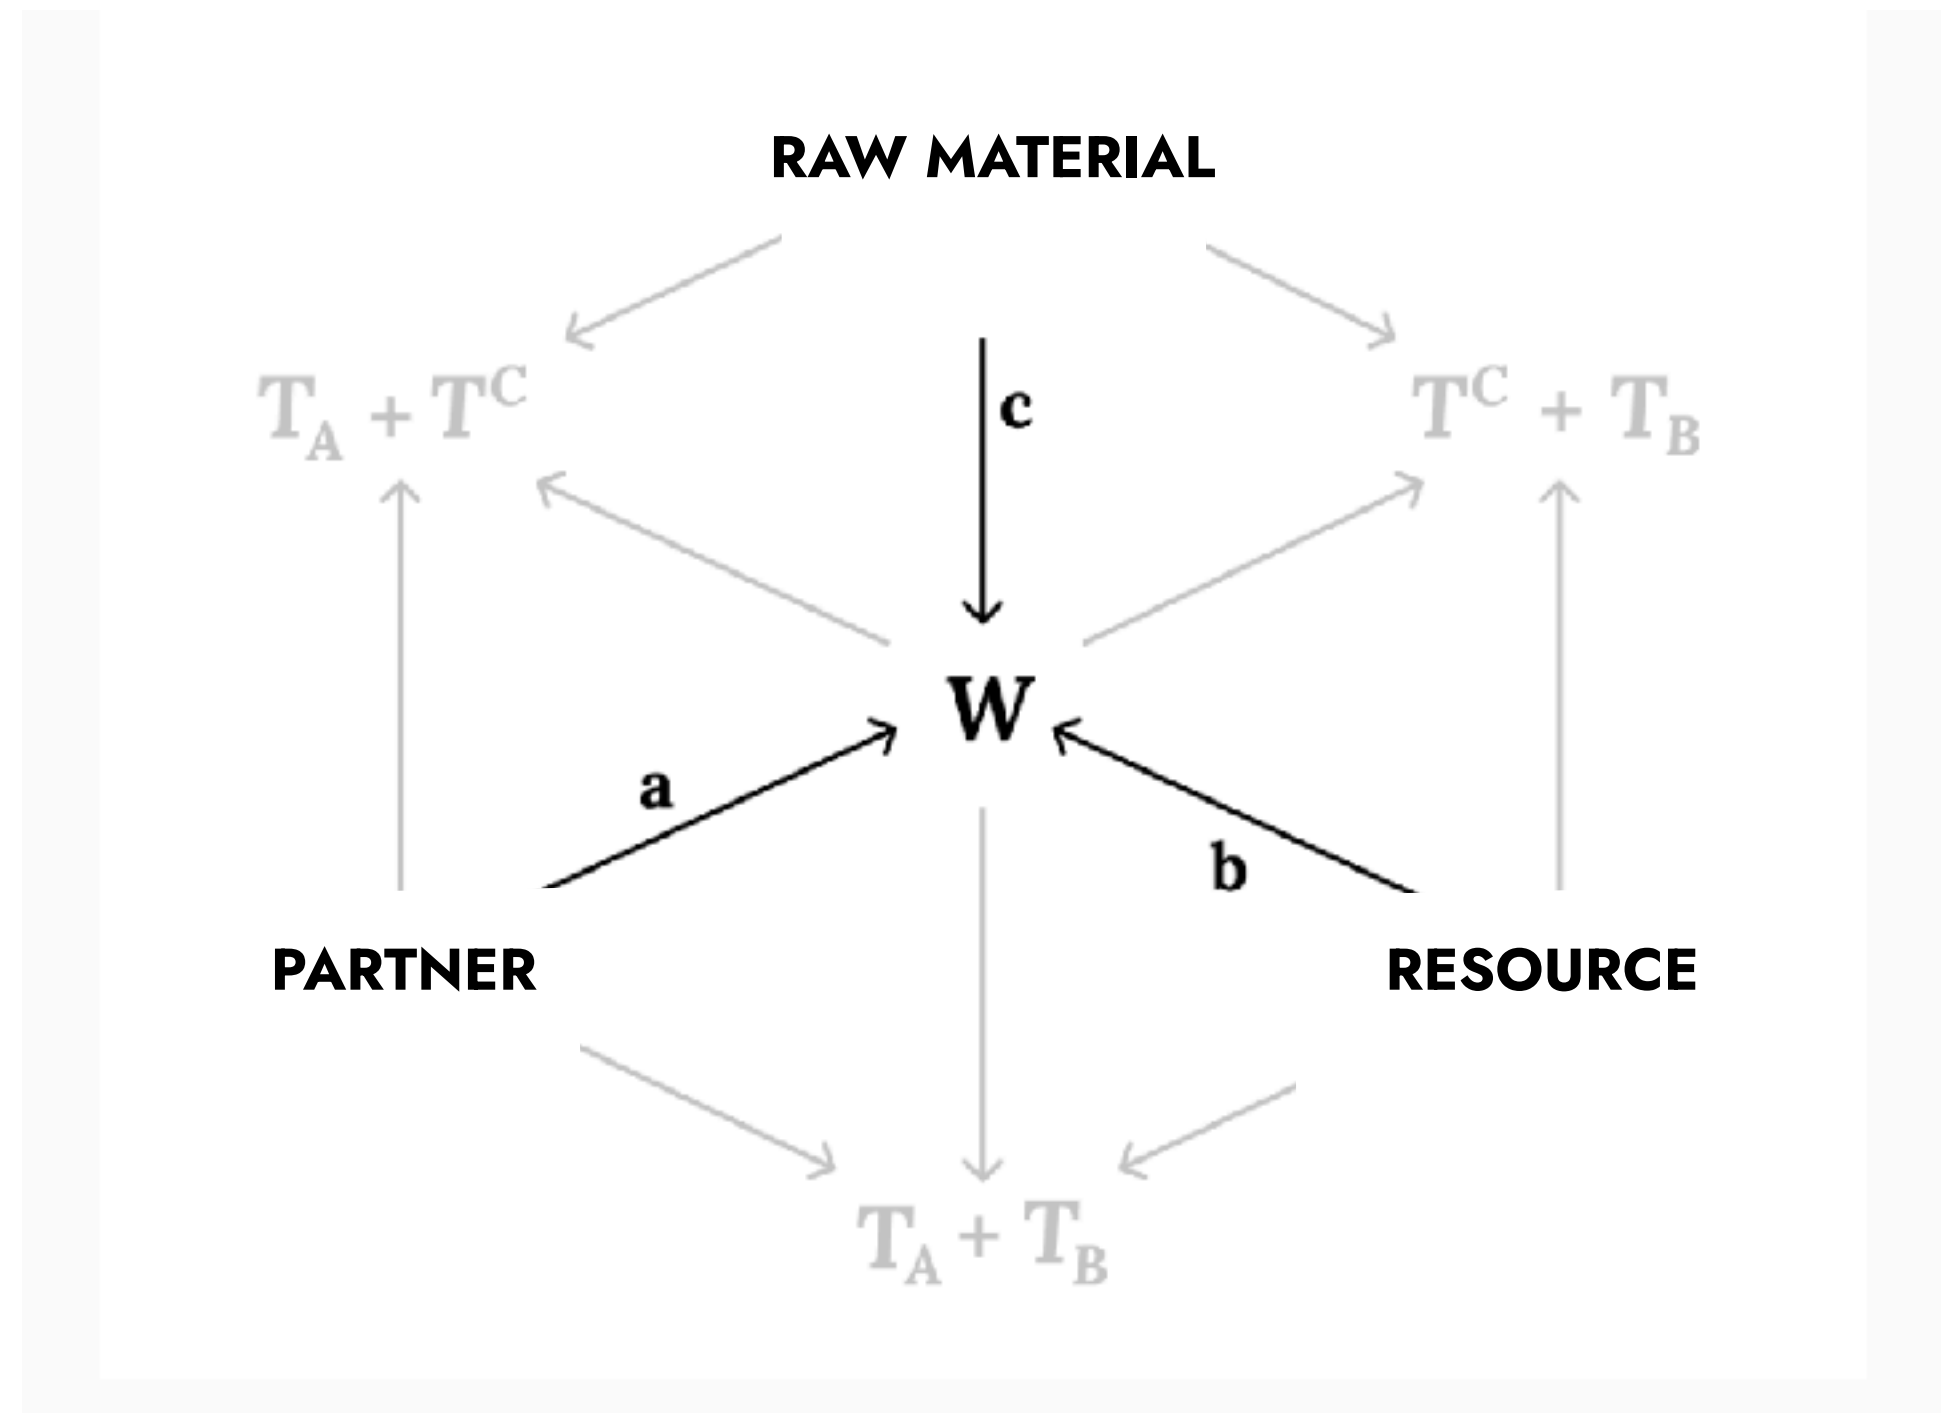 RAW MATERIAL
T_A + T^C
T^C + T_B
c
W
a
b
PARTNER
RESOURCE
T_A + T_B